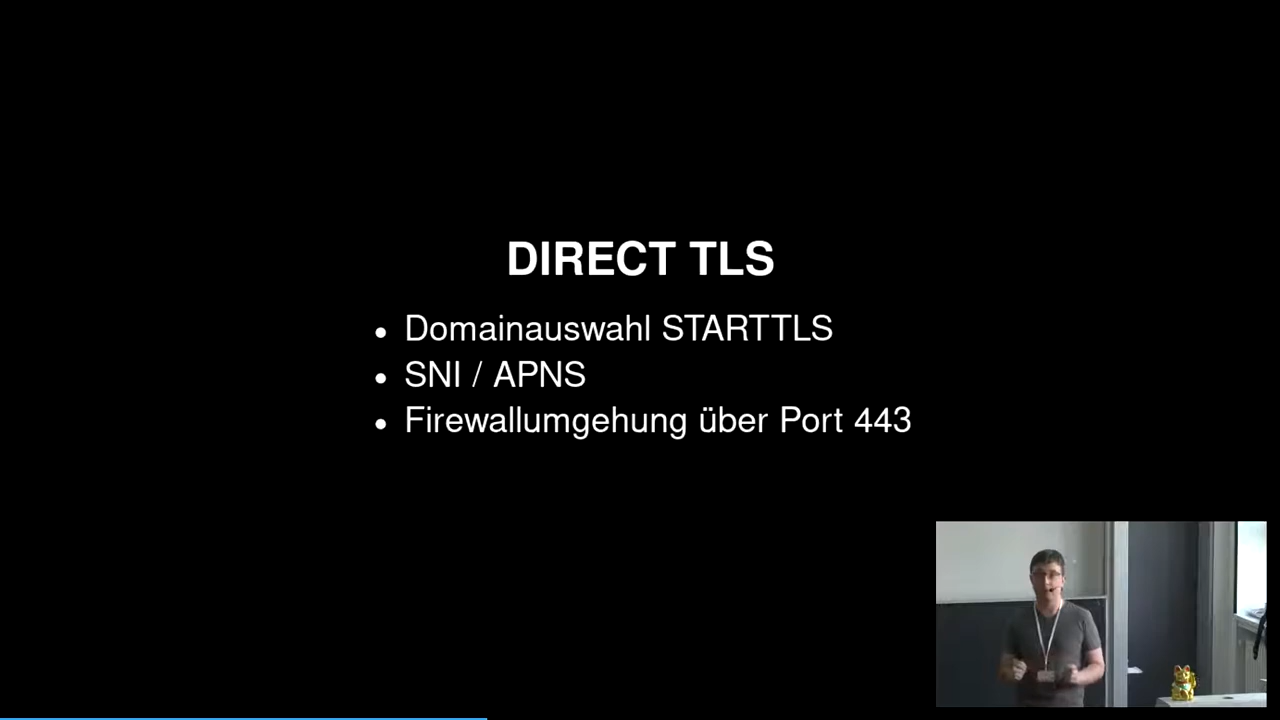 DIRECT TLS
Domainauswahl STARTTLS
SNI / APNS
Firewallumgehung über Port 443